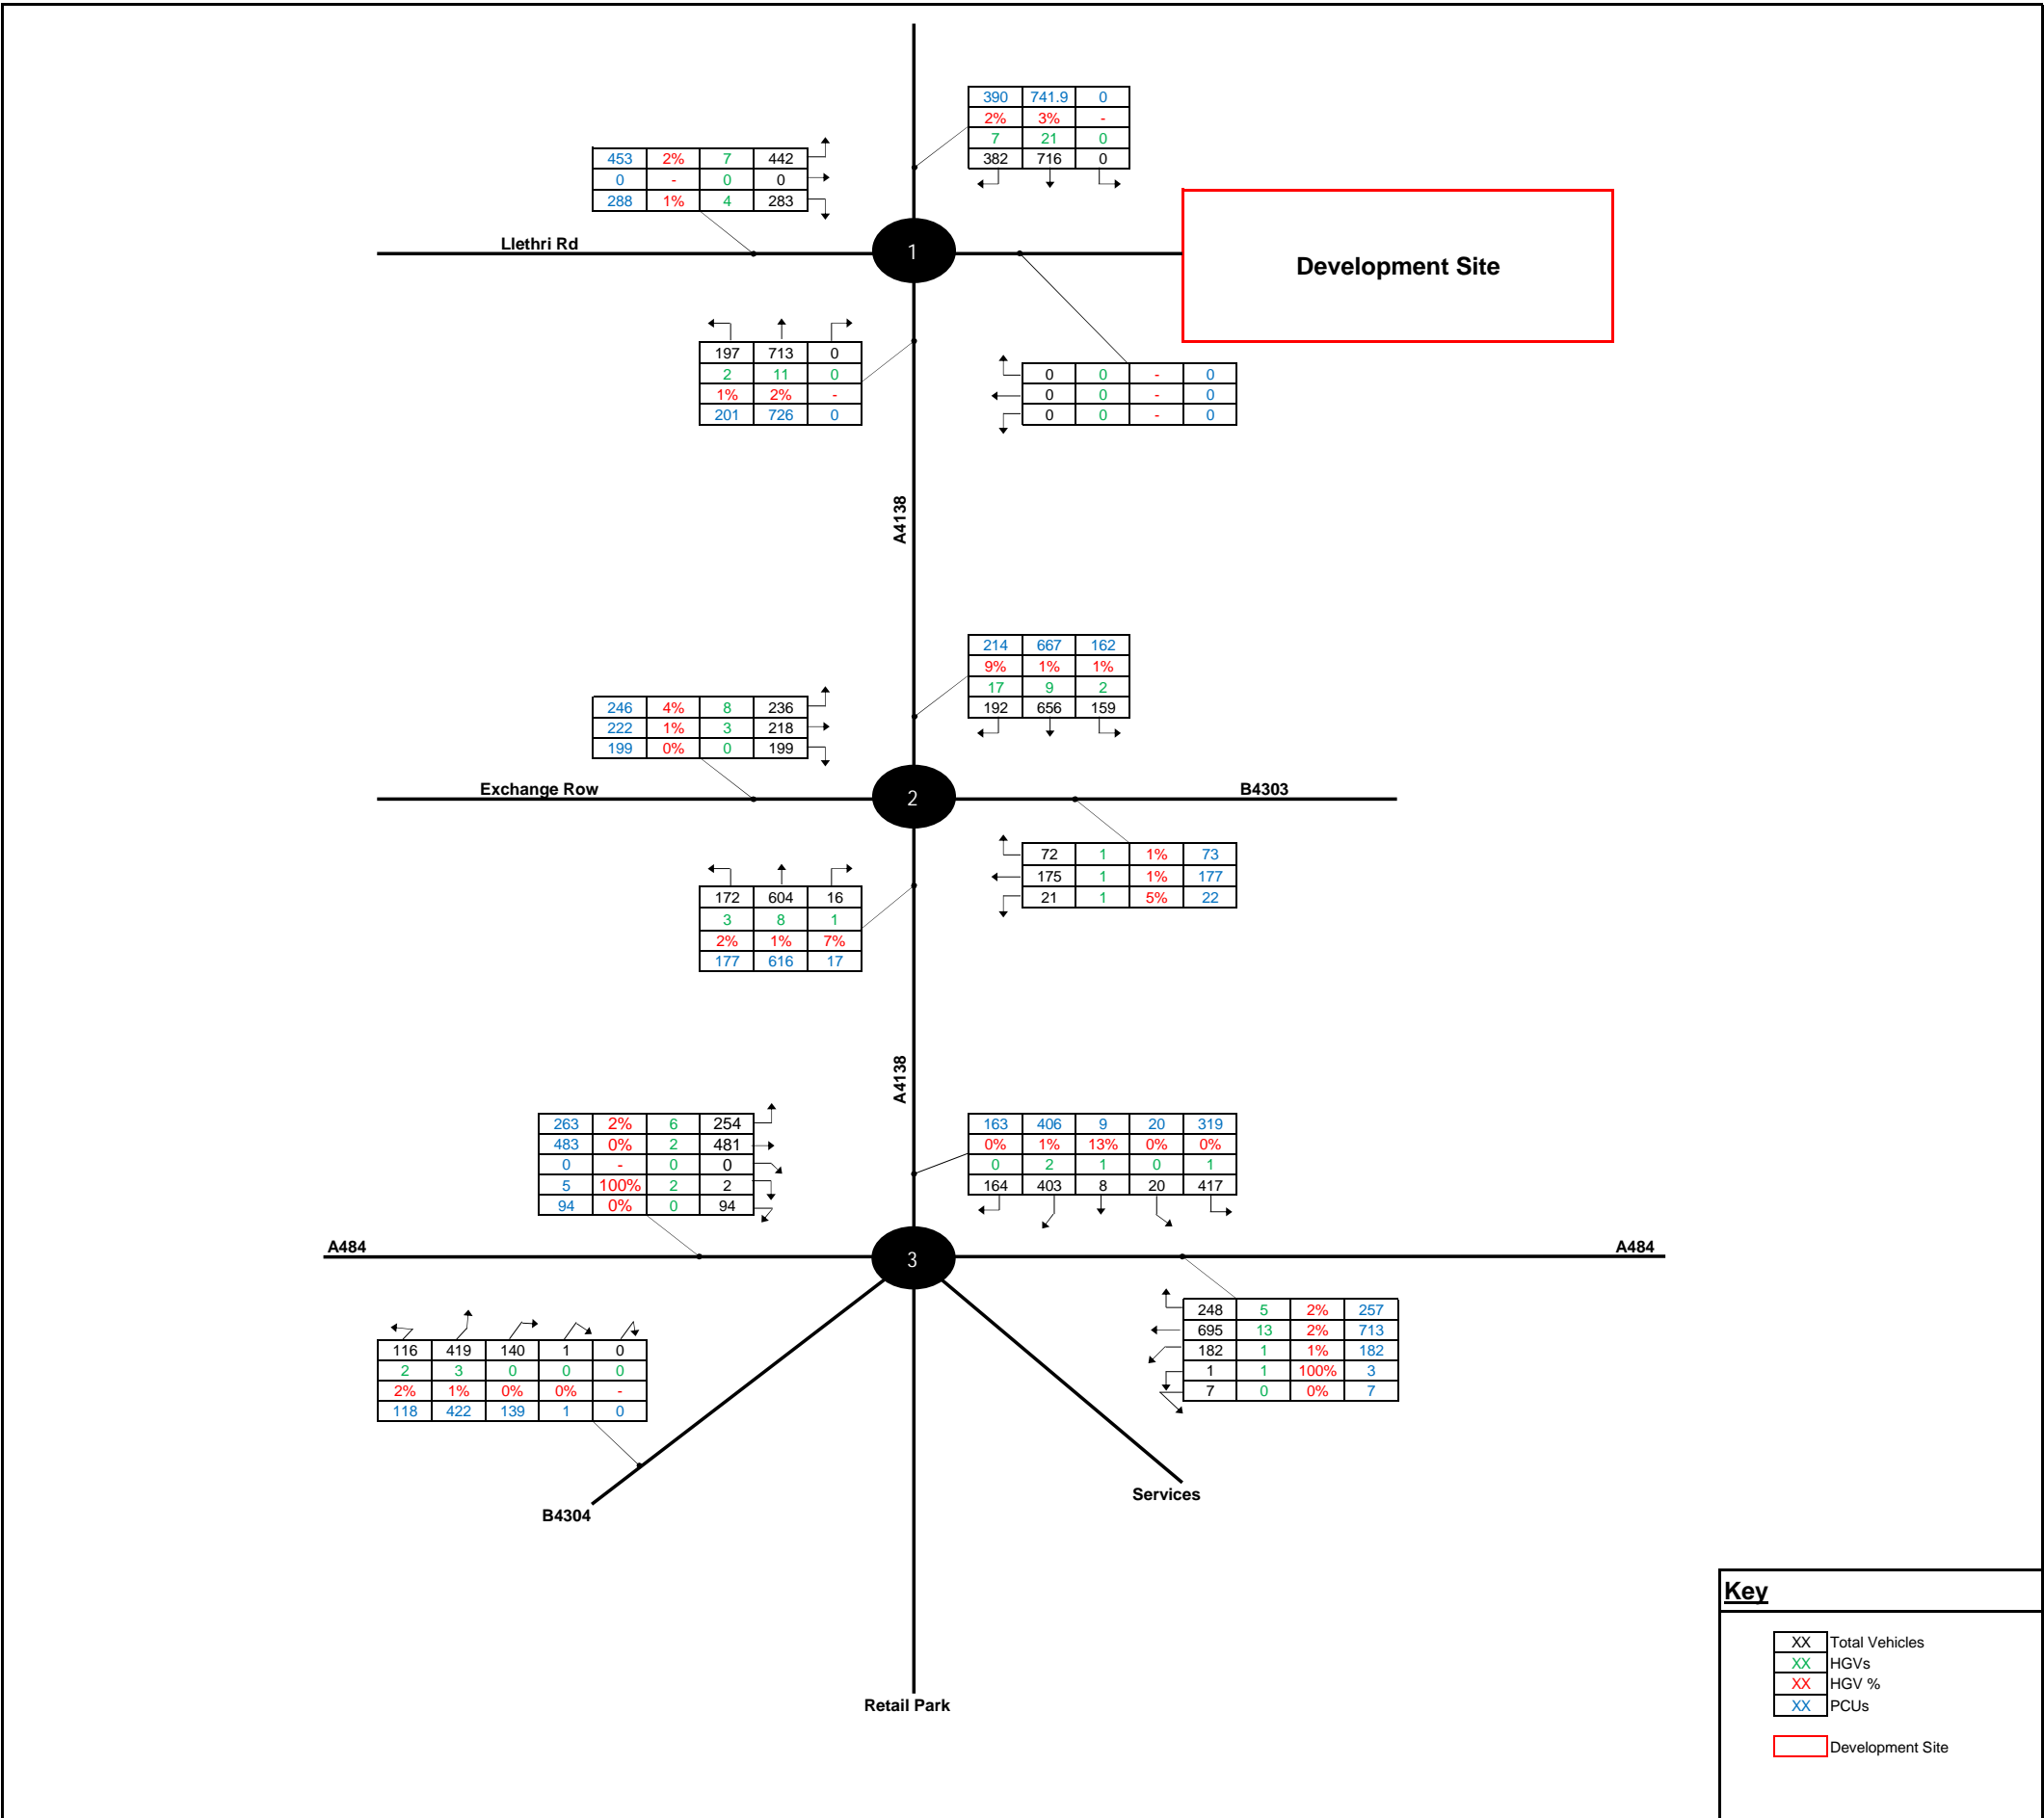 390 741.9 0
2% 3% -
7 21 0
382 716 0
453 2% 7 442
0 - 0 0
288 1% 4 283
Llethri Rd
1
Development Site
197 713 0
2 11 0
1% 2% -
201 726 0
0 0 - 0
0 0 - 0
0 0 - 0
A4138
214 667 162
9% 1% 1%
17 9 2
192 656 159
246 4% 8 236
222 1% 3 218
199 0% 0 199
Exchange Row
2
B4303
72 1 1% 73
175 1 1% 177
21 1 5% 22
172 604 16
3 8 1
2% 1% 7%
177 616 17
A4138
263 2% 6 254
483 0% 2 481
0 - 0 0
5 100% 2 2
94 0% 0 94
163 406 9 20 319
0% 1% 13% 0% 0%
0 2 1 0 1
164 403 8 20 417
A484
3
A484
248 5 2% 257
695 13 2% 713
182 1 1% 182
1 1 100% 3
7 0 0% 7
116 419 140 1 0
2 3 0 0 0
2% 1% 0% 0% -
118 422 139 1 0
Services
B4304
Retail Park
Key
XX Total Vehicles
XX HGVs
XX HGV %
XX PCUs
Development Site